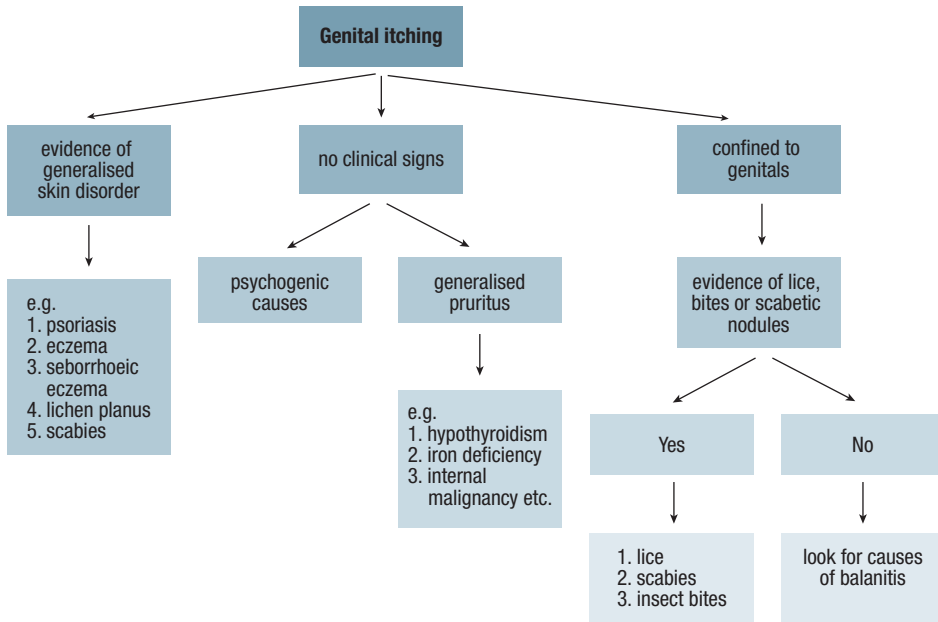 Genital itching
evidence of
generalised
skin disorder
no clinical signs
confined to
genitals
e.g.
1. psoriasis
2. eczema
3. seborrhoeic
eczema
4. lichen planus
5. scabies
psychogenic
causes
generalised
pruritus
evidence of lice,
bites or scabetic
nodules
e.g.
1. hypothyroidism
2. iron deficiency
3. internal
malignancy etc.
Yes
No
1. lice
2. scabies
3. insect bites
look for causes
of balanitis